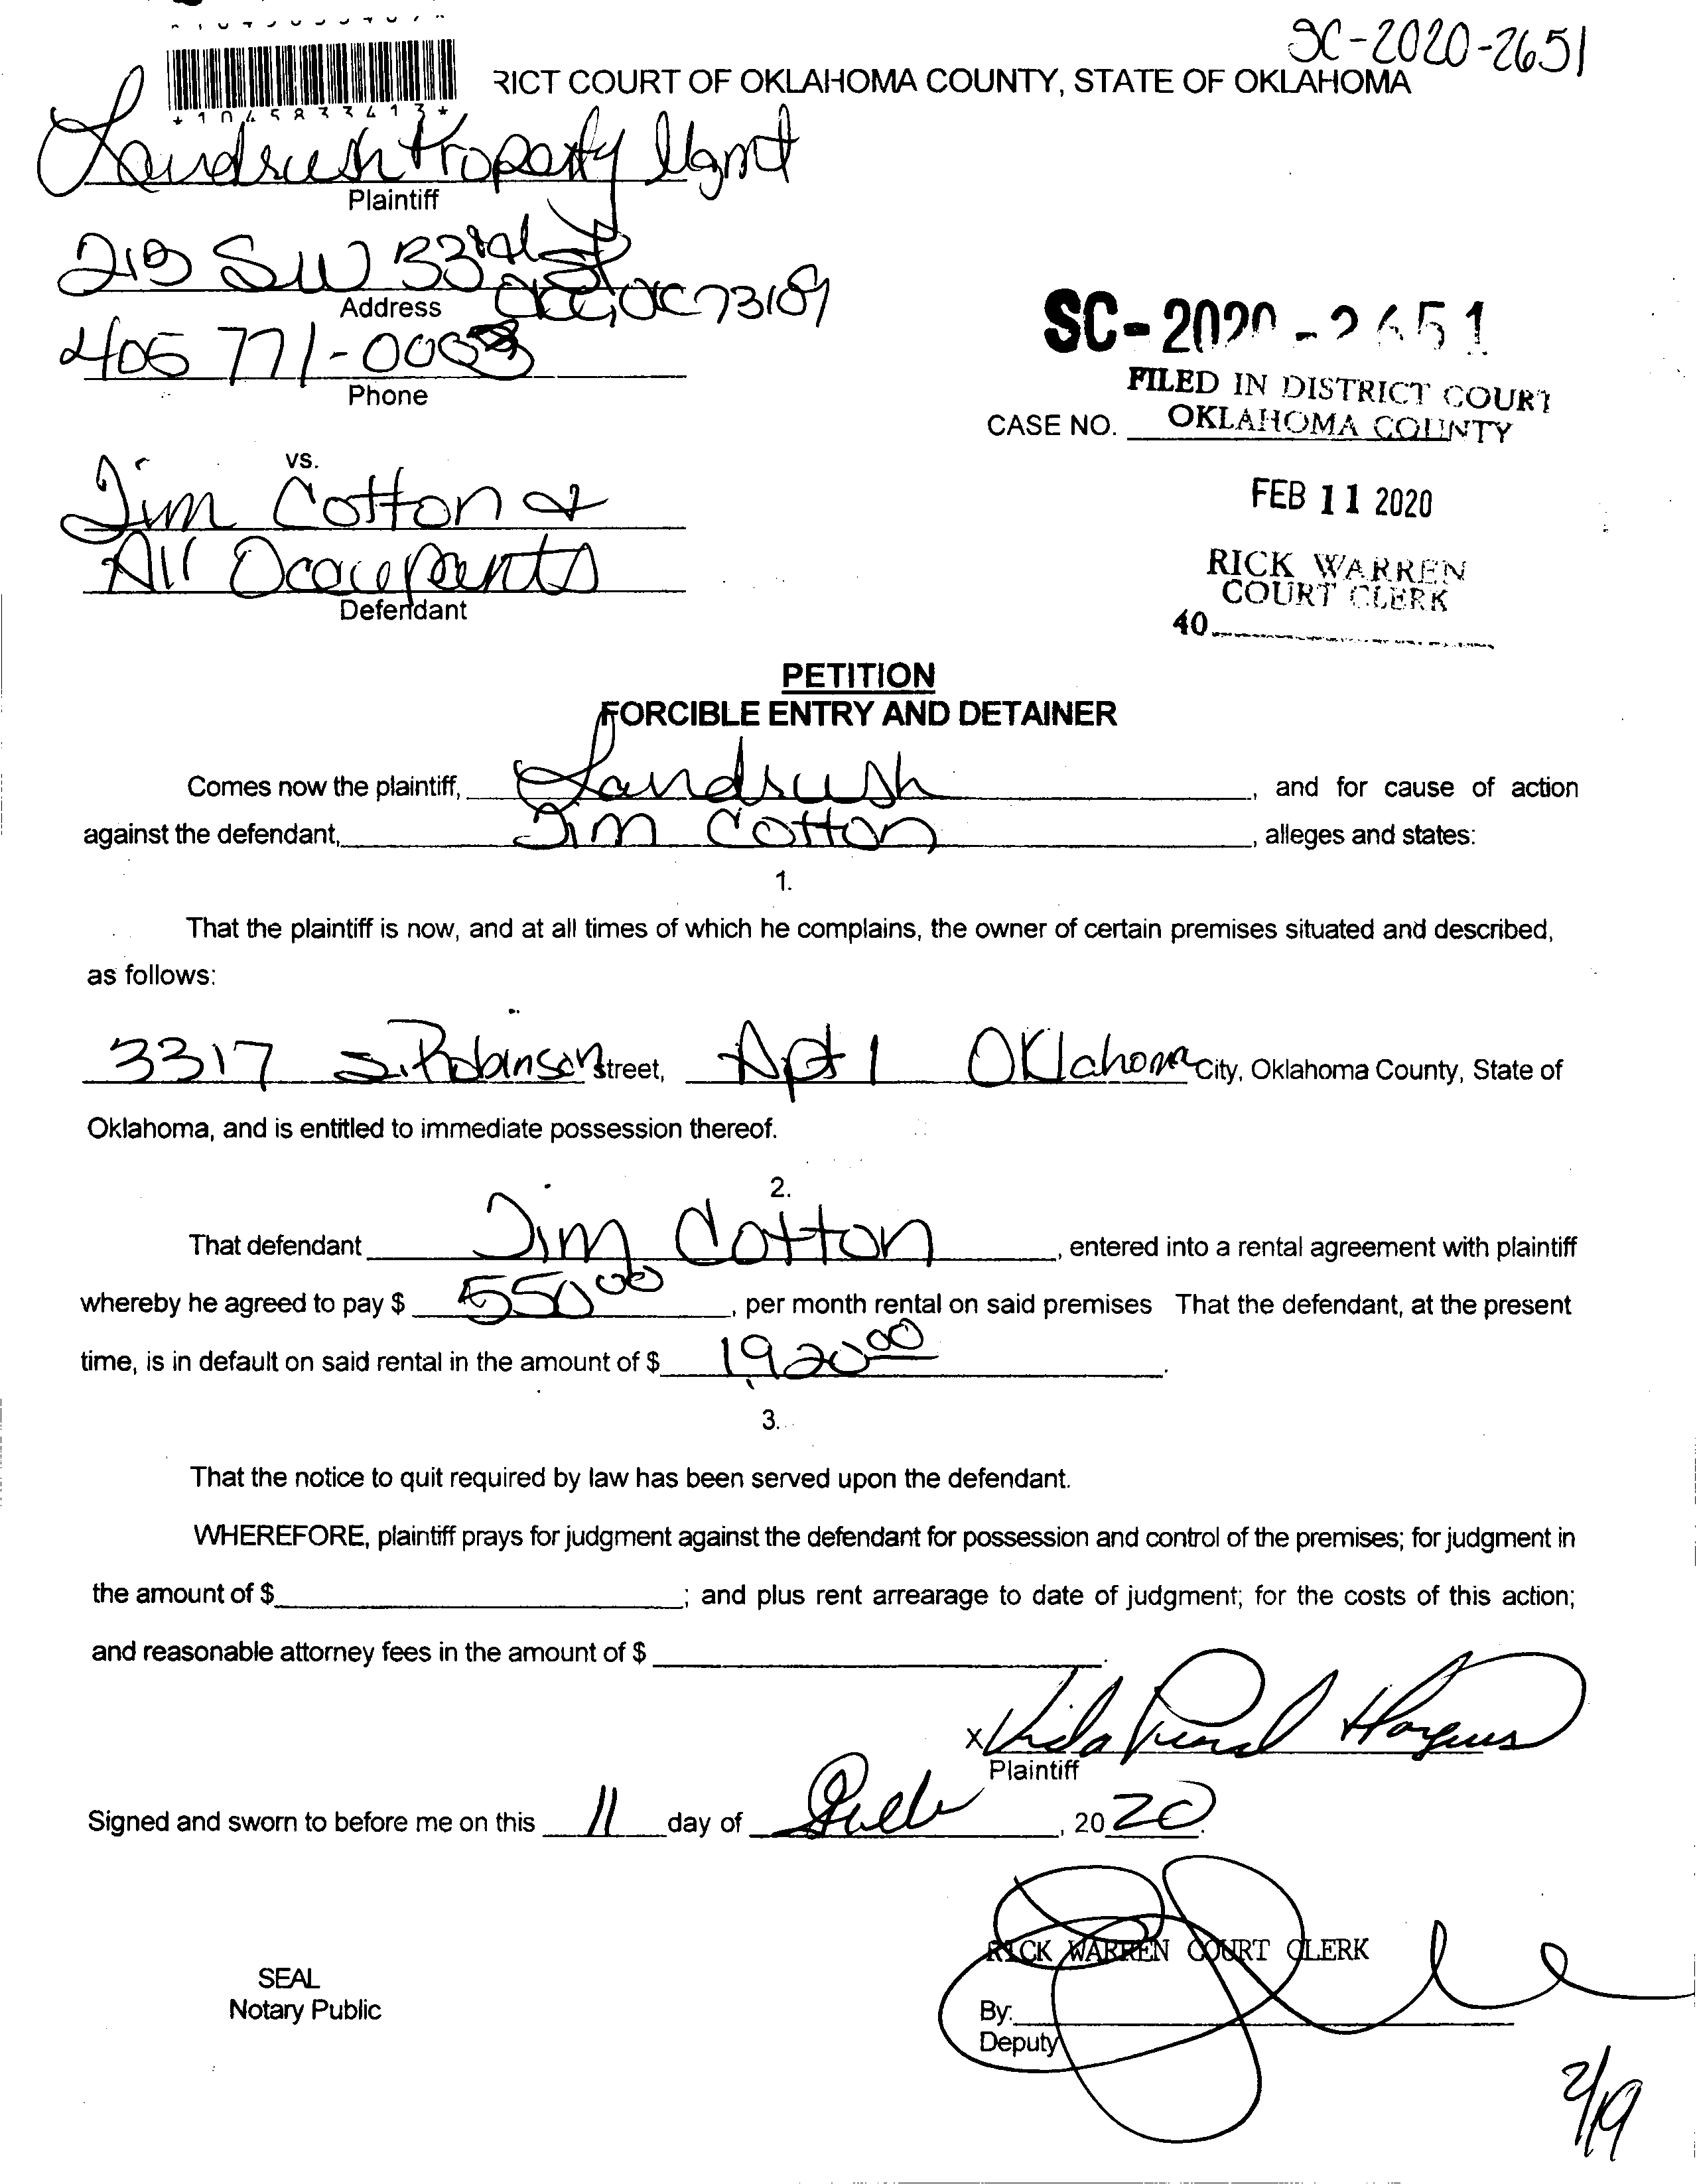 SC-2020-2651
RICT COURT OF OKLAHOMA COUNTY, STATE OF OKLAHOMA
*1045833413*
Landrush Property Mgmt
Plaintiff
219 SW 33rd St
Address OKC, OK 73109
405 771-0003
Phone
SC-2020-2651
FILED IN DISTRICT COURT
CASE NO. OKLAHOMA COUNTY
vs.
Jim Cotton &
All Occupants
Defendant
FEB 11 2020
RICK WARREN
COURT CLERK
40
PETITION
FORCIBLE ENTRY AND DETAINER
Comes now the plaintiff, Landrush, and for cause of action
against the defendant, Jim Cotton, alleges and states:
1.
That the plaintiff is now, and at all times of which he complains, the owner of certain premises situated and described,
as follows:
3317 S. Robinson Street, Apt 1 Oklahoma City, Oklahoma County, State of
Oklahoma, and is entitled to immediate possession thereof.
2.
That defendant Jim Cotton, entered into a rental agreement with plaintiff
whereby he agreed to pay $ 550 00, per month rental on said premises That the defendant, at the present
time, is in default on said rental in the amount of $ 1,920 00.
3.
That the notice to quit required by law has been served upon the defendant.
WHEREFORE, plaintiff prays for judgment against the defendant for possession and control of the premises; for judgment in
the amount of $ ; and plus rent arrearage to date of judgment; for the costs of this action;
and reasonable attorney fees in the amount of $ .
X
Plaintiff
Signed and sworn to before me on this 11 day of , 2020.
RICK WARREN COURT CLERK
SEAL
Notary Public
By:
Deputy
2/19